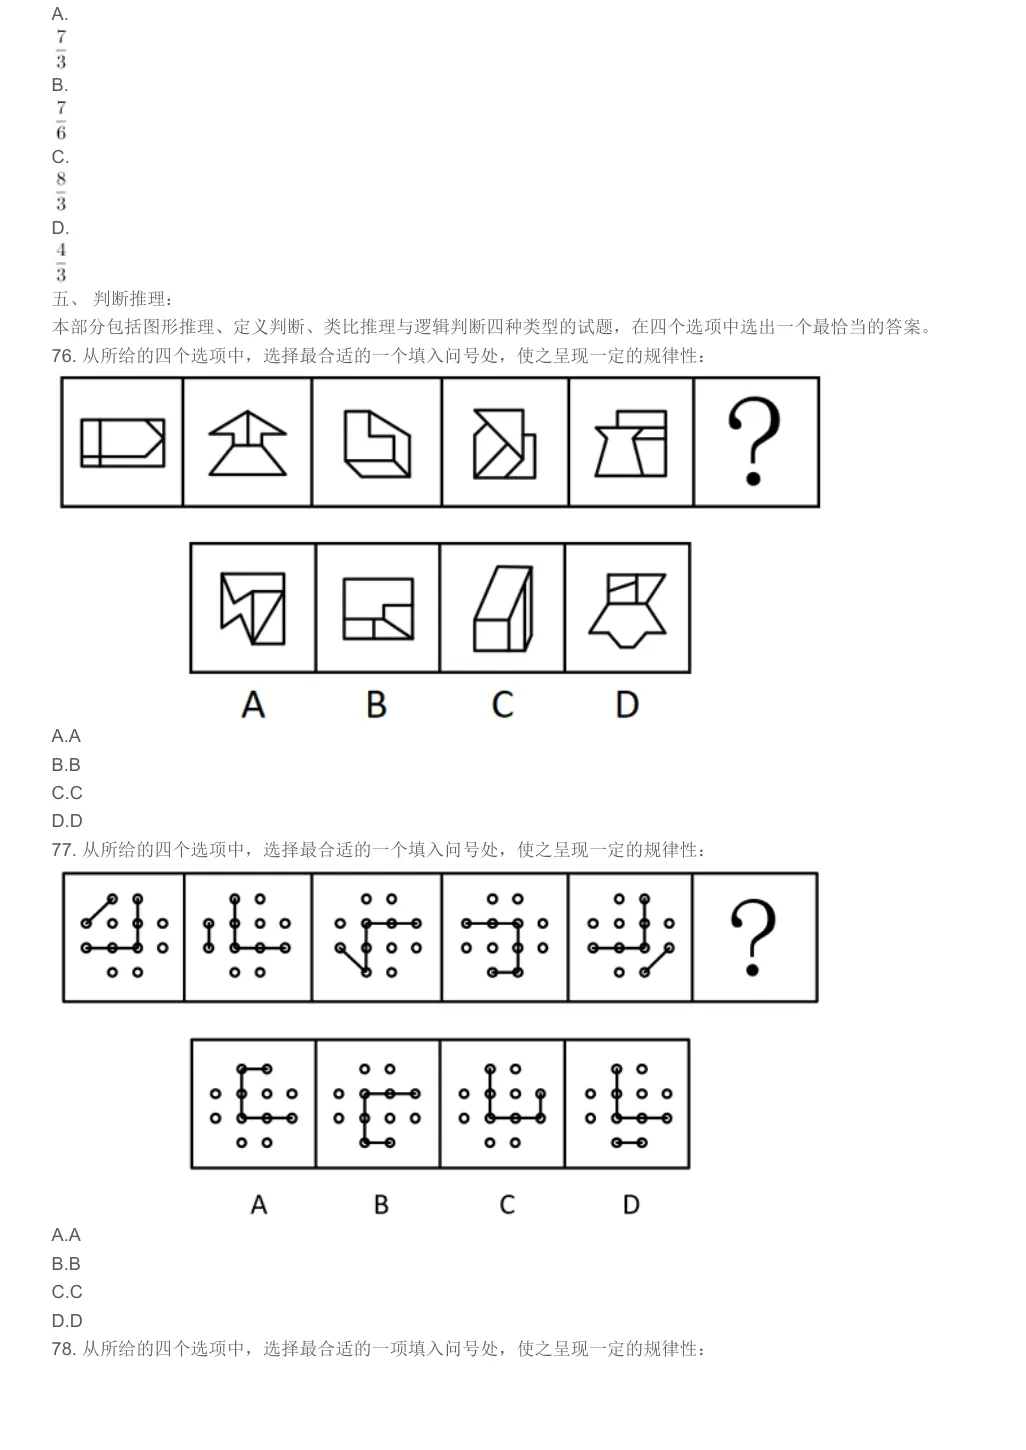 A.
7/3
B.
7/6
C.
8/3
D.
4/3
五、 判断推理：
本部分包括图形推理、定义判断、类比推理与逻辑判断四种类型的试题，在四个选项中选出一个最恰当的答案。
76. 从所给的四个选项中，选择最合适的一个填入问号处，使之呈现一定的规律性：
?
A B C D
A.A
B.B
C.C
D.D
77. 从所给的四个选项中，选择最合适的一个填入问号处，使之呈现一定的规律性：
?
A B C D
A.A
B.B
C.C
D.D
78. 从所给的四个选项中，选择最合适的一项填入问号处，使之呈现一定的规律性：